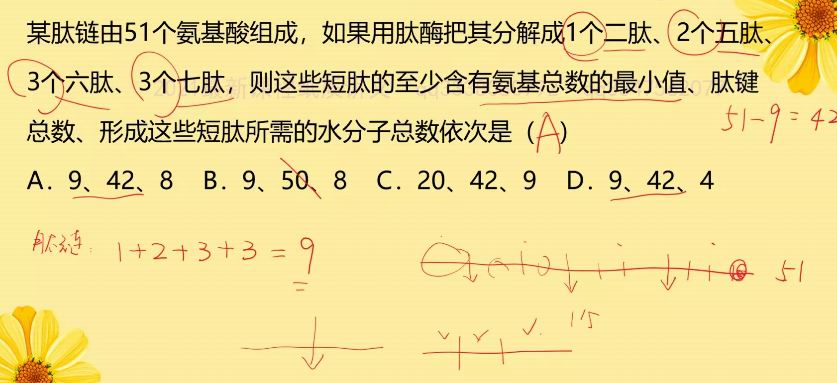 某肽链由51个氨基酸组成，如果用肽酶把其分解成1个二肽、2个五肽、
3个六肽、3个七肽，则这些短肽的至少含有氨基总数的最小值、肽键
总数、形成这些短肽所需的水分子总数依次是（A）
51-9=42
A．9、42、8 B．9、50、8 C．20、42、9 D．9、42、4
肽链: 1+2+3+3=9
51